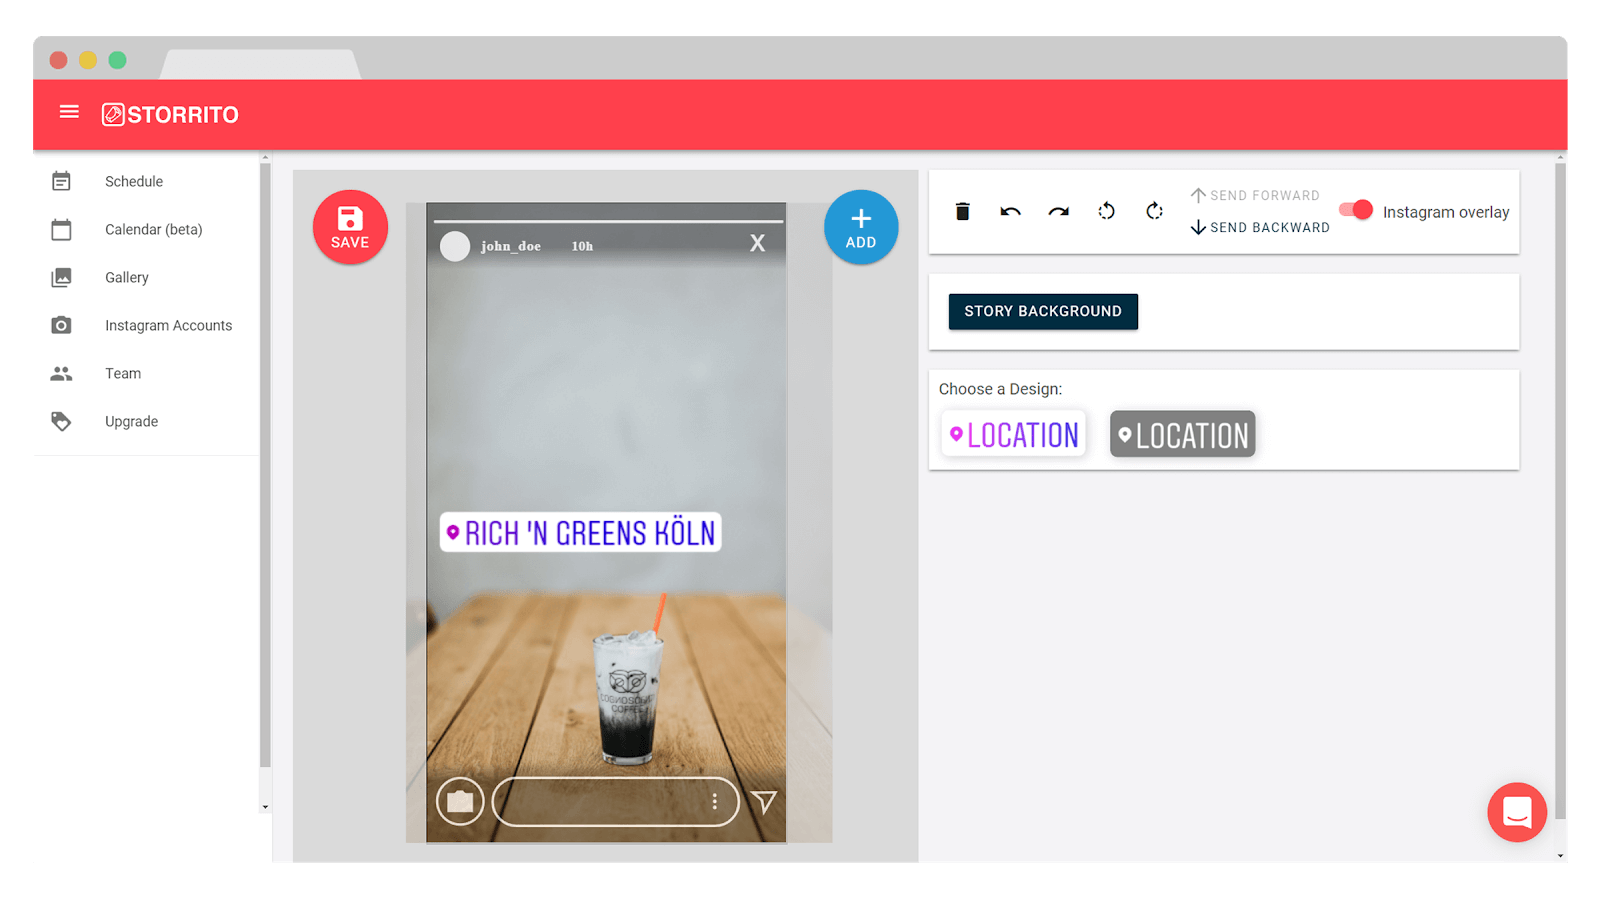 STORRITO
Schedule
Calendar (beta)
Gallery
Instagram Accounts
Team
Upgrade
SAVE
john_doe 10h X
ADD
RICH 'N GREENS KÖLN
COFFEE
SEND FORWARD
SEND BACKWARD
Instagram overlay
STORY BACKGROUND
Choose a Design:
LOCATION
LOCATION